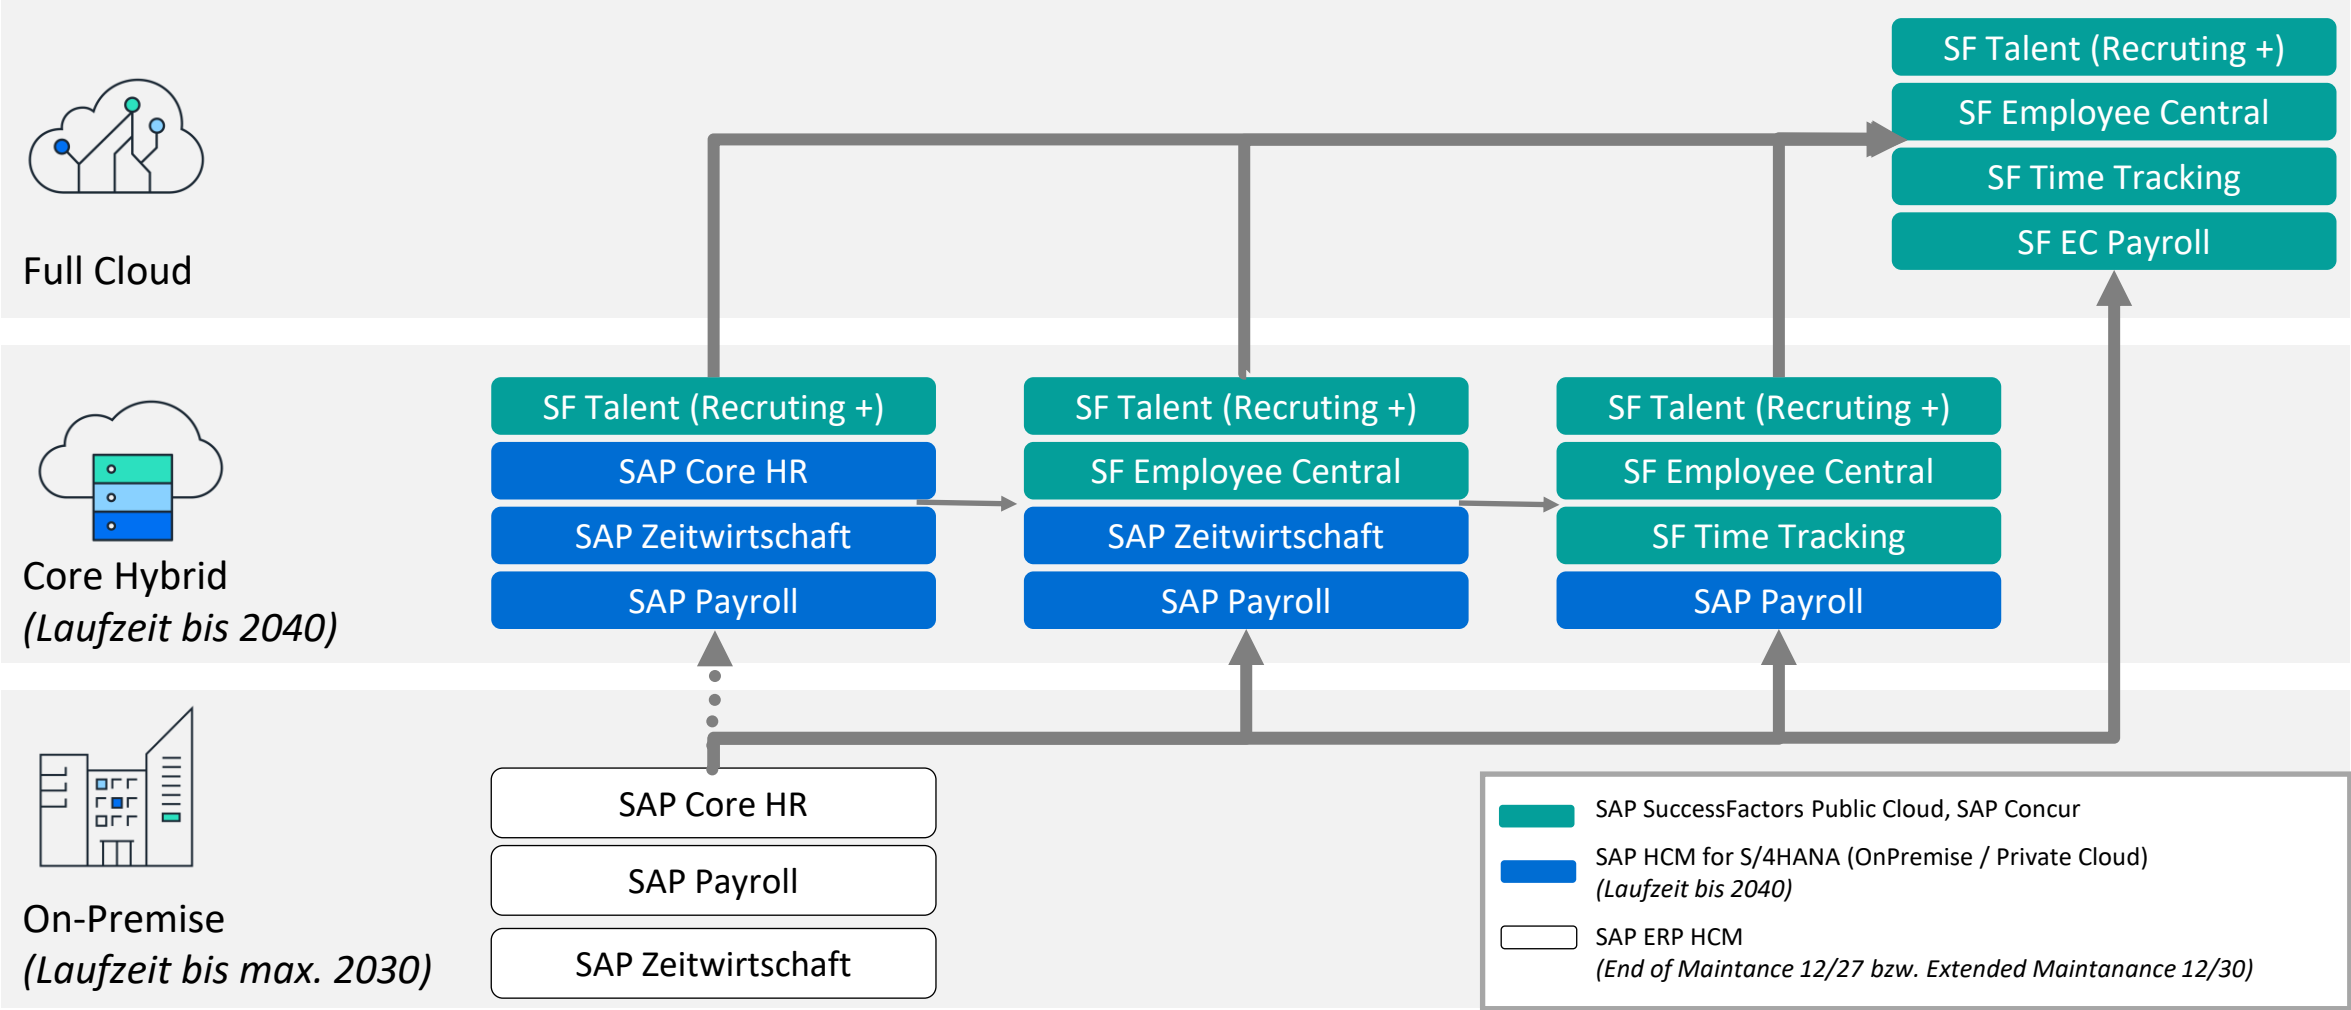 SF Talent (Recruting +)
SF Employee Central
SF Time Tracking
SF EC Payroll
Full Cloud
SF Talent (Recruting +)
SAP Core HR
SAP Zeitwirtschaft
SAP Payroll
SF Talent (Recruting +)
SF Employee Central
SAP Zeitwirtschaft
SAP Payroll
SF Talent (Recruting +)
SF Employee Central
SF Time Tracking
SAP Payroll
Core Hybrid
(Laufzeit bis 2040)
SAP Core HR
SAP Payroll
SAP Zeitwirtschaft
On-Premise
(Laufzeit bis max. 2030)
SAP SuccessFactors Public Cloud, SAP Concur
SAP HCM for S/4HANA (OnPremise / Private Cloud)
(Laufzeit bis 2040)
SAP ERP HCM
(End of Maintance 12/27 bzw. Extended Maintanance 12/30)